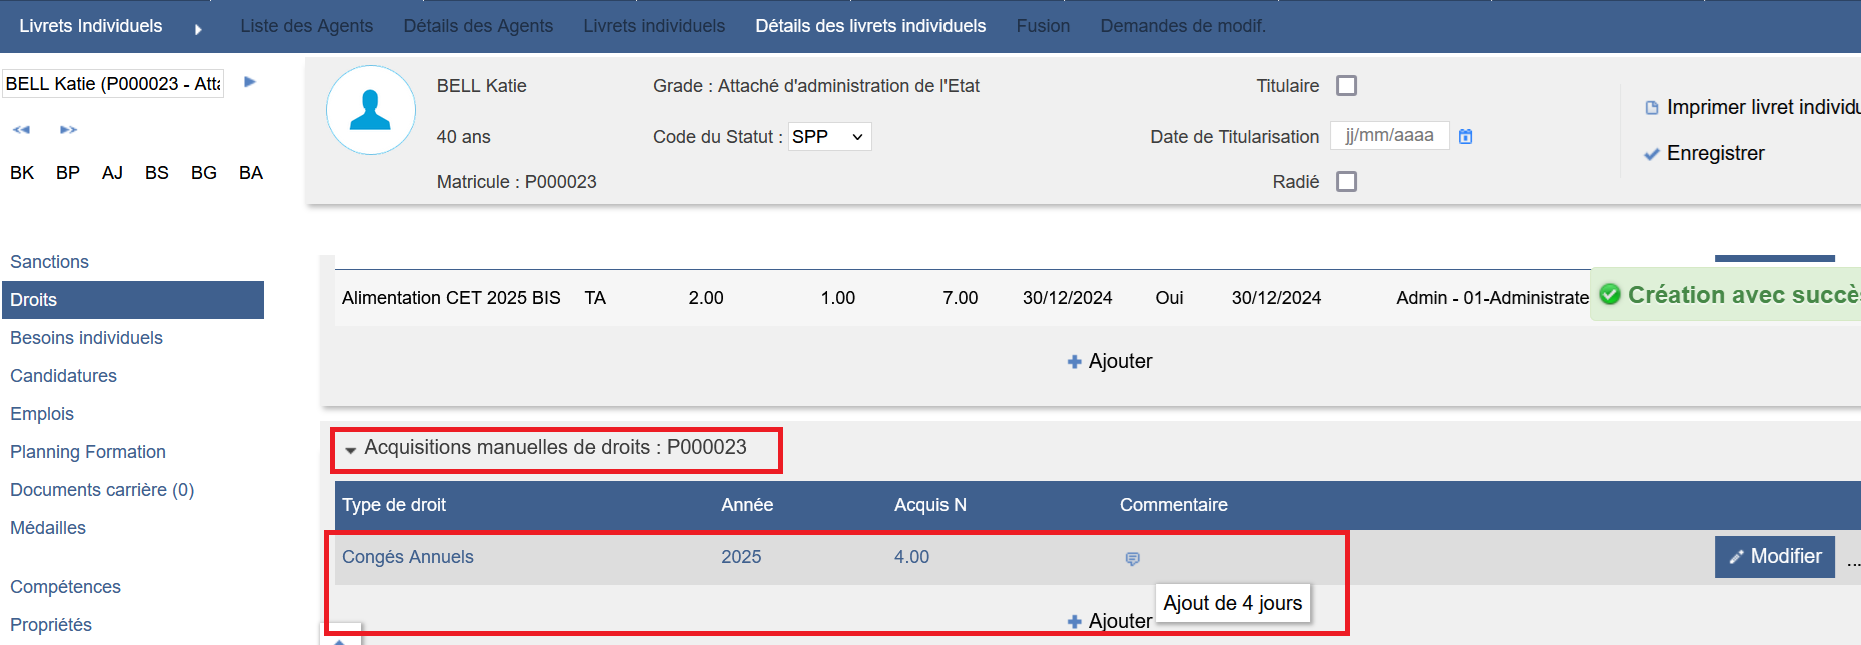 Livrets Individuels
Liste des Agents Détails des Agents Livrets individuels Détails des livrets individuels Fusion Demandes de modif.
BELL Katie (P000023 - Atta
BK BP AJ BS BG BA
Sanctions
Droits
Besoins individuels
Candidatures
Emplois
Planning Formation
Documents carrière (0)
Médailles
Compétences
Propriétés
BELL Katie
40 ans
Matricule : P000023
Grade : Attaché d'administration de l'Etat
Code du Statut : SPP
Titulaire
Date de Titularisation jj/mm/aaaa
Radié
Imprimer livret individu
Enregistrer
Alimentation CET 2025 BIS TA 2.00 1.00 7.00 30/12/2024 Oui 30/12/2024 Admin - 01-Administrate
Création avec succè
Ajouter
Acquisitions manuelles de droits : P000023
Type de droit Année Acquis N Commentaire
Congés Annuels 2025 4.00
Modifier ...
Ajout de 4 jours
Ajouter